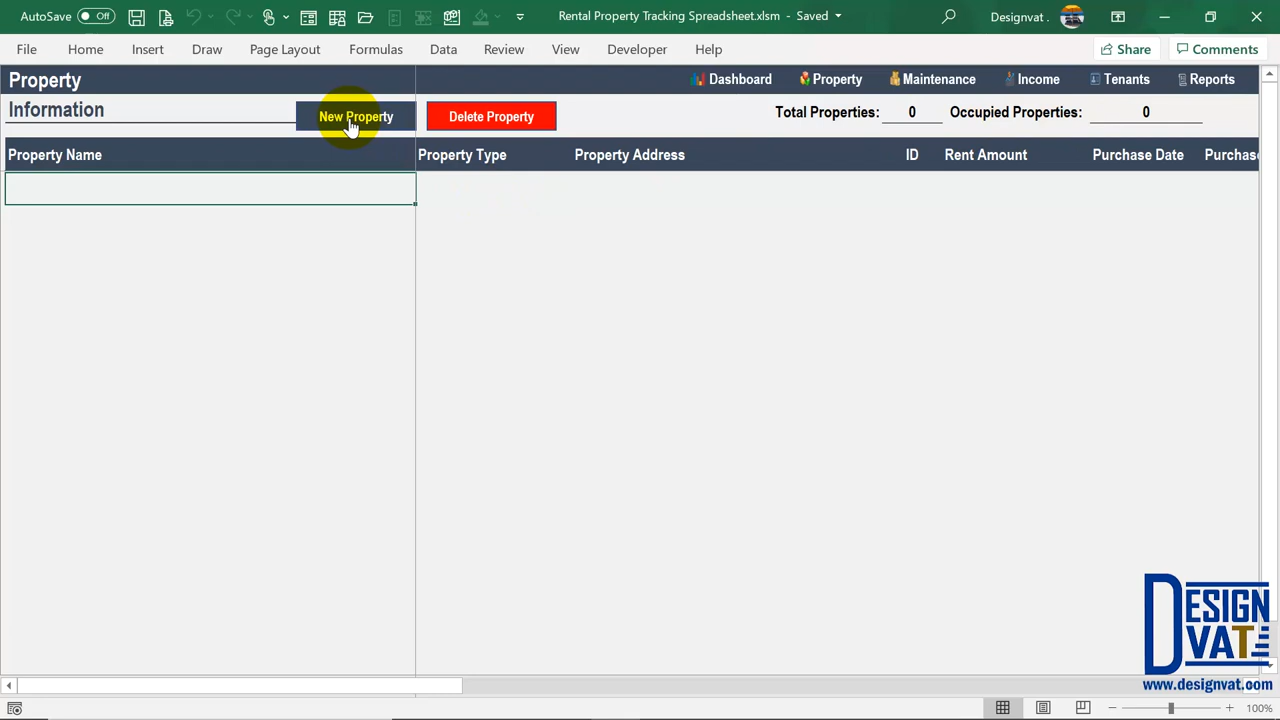 AutoSave Off
Rental Property Tracking Spreadsheet.xlsm - Saved
Designvat .
File Home Insert Draw Page Layout Formulas Data Review View Developer Help Share Comments
Property
Dashboard Property Maintenance Income Tenants Reports
Information
New Property
Delete Property
Total Properties: 0 Occupied Properties: 0
Property Name Property Type Property Address ID Rent Amount Purchase Date Purchase
DESIGN
VAT
www.designvat.com
100%